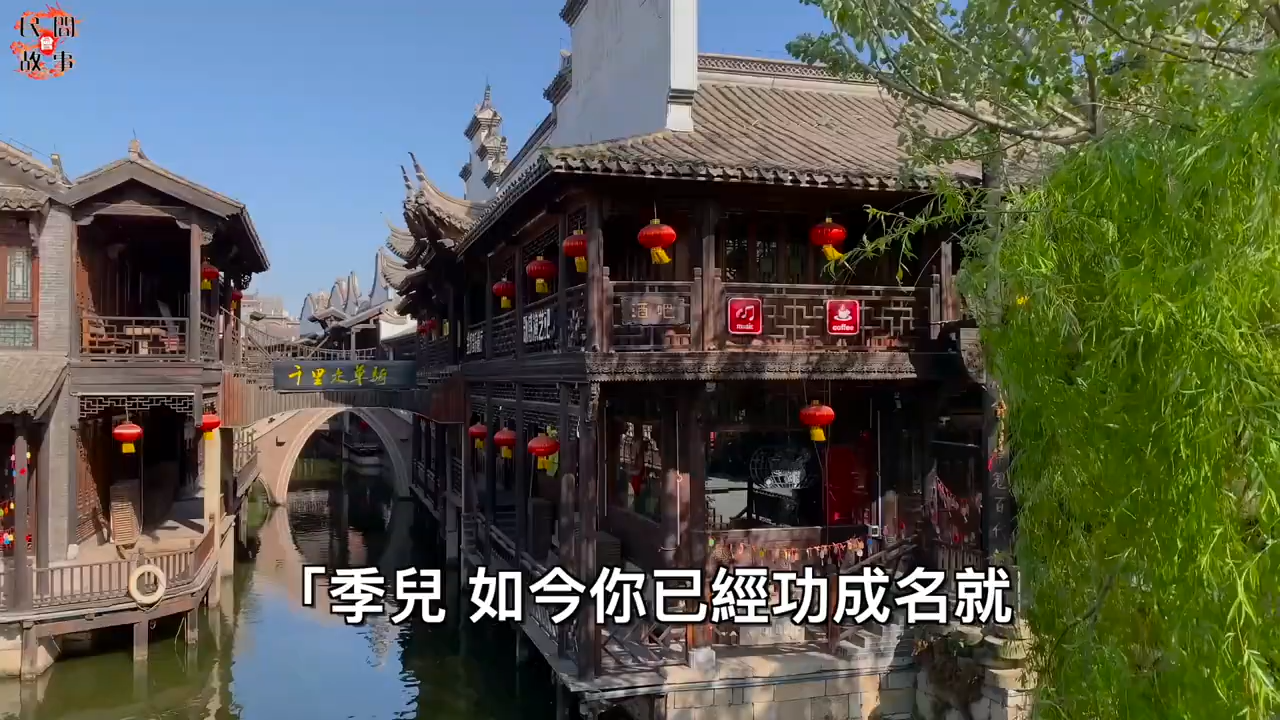 民間
故事
酒吧
music
coffee
千里走單騎
「季兒 如今你已經功成名就